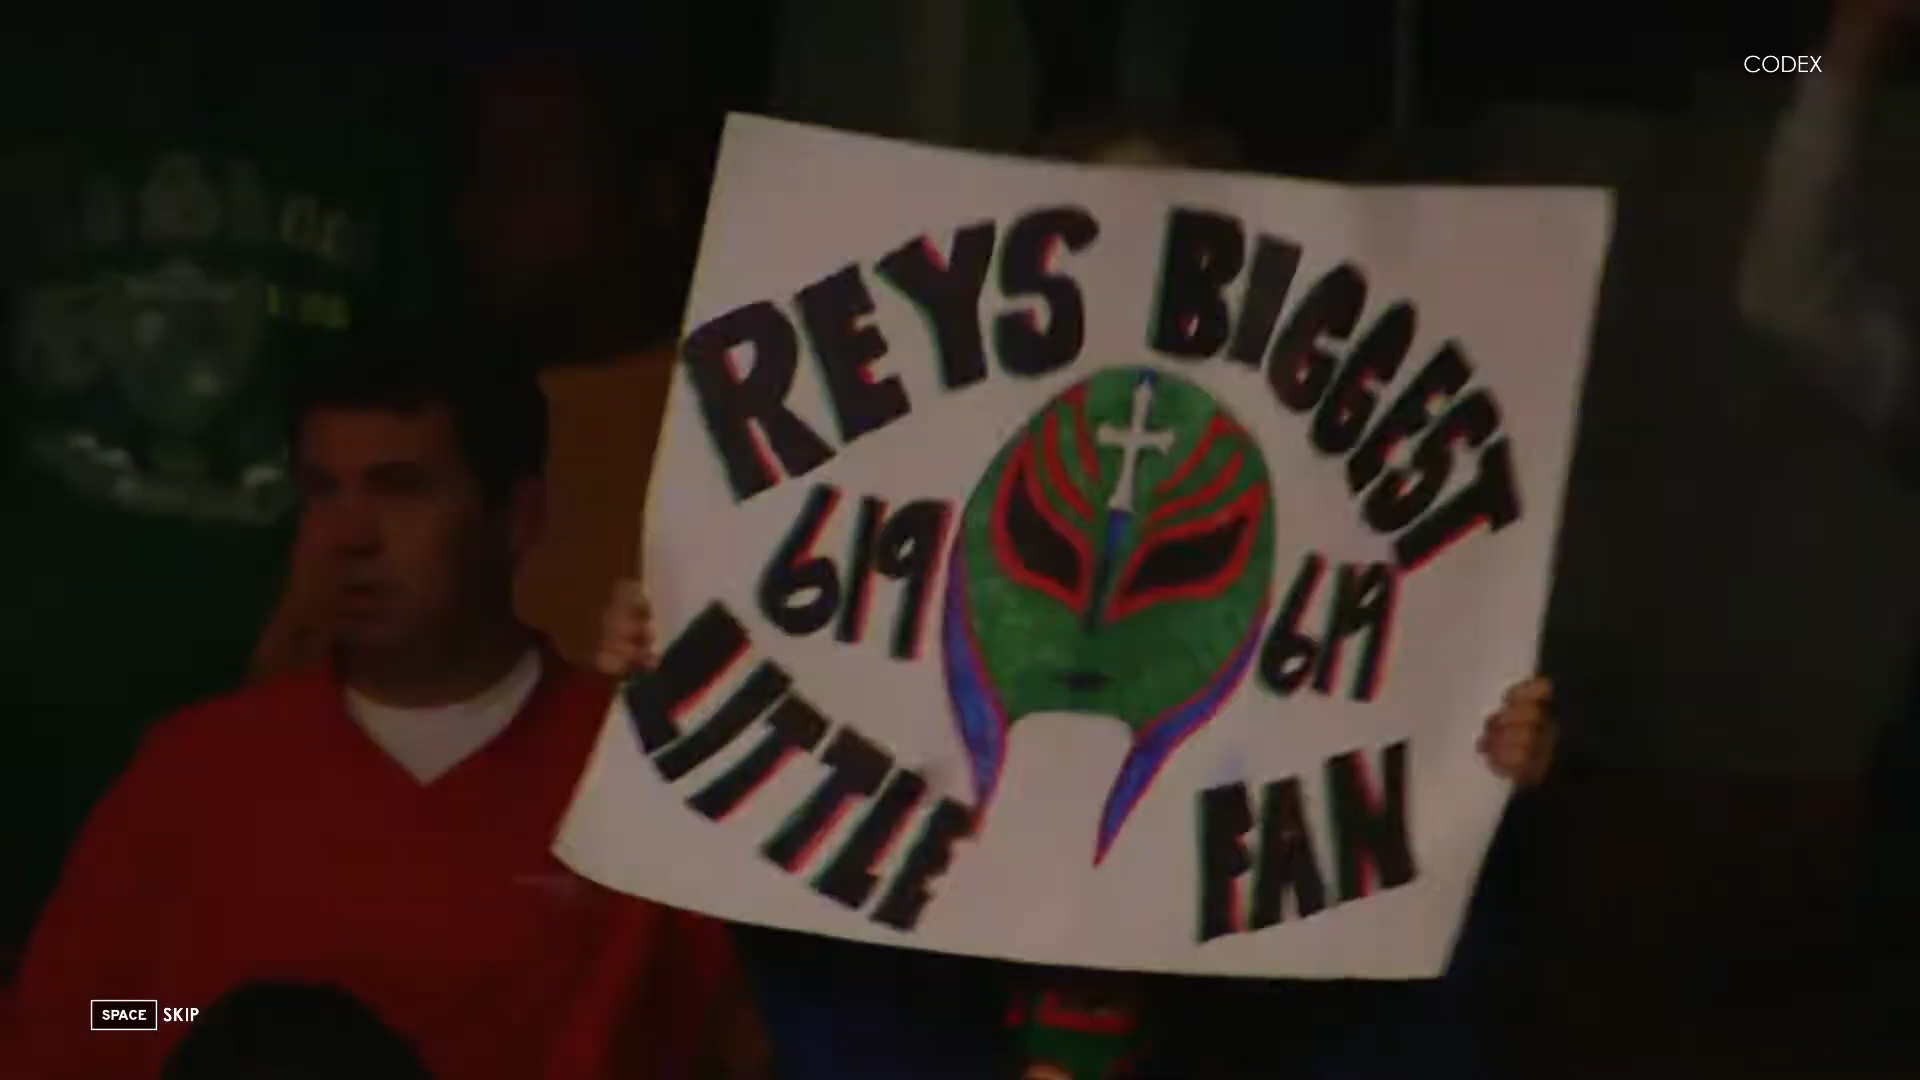 CODEX
REYS BIGGEST
619 619
LITTLE FAN
SPACE SKIP